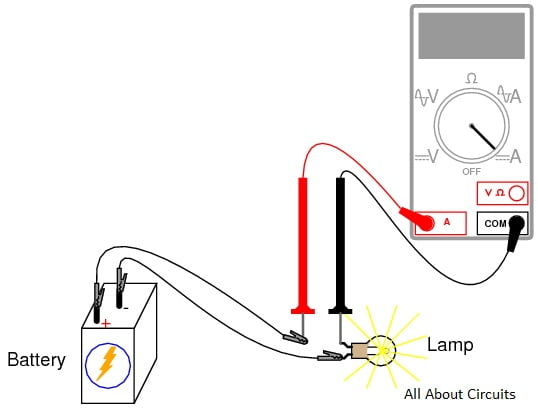 Ω
V A
V A
OFF
V Ω
A COM
+ -
Battery
Lamp
All About Circuits